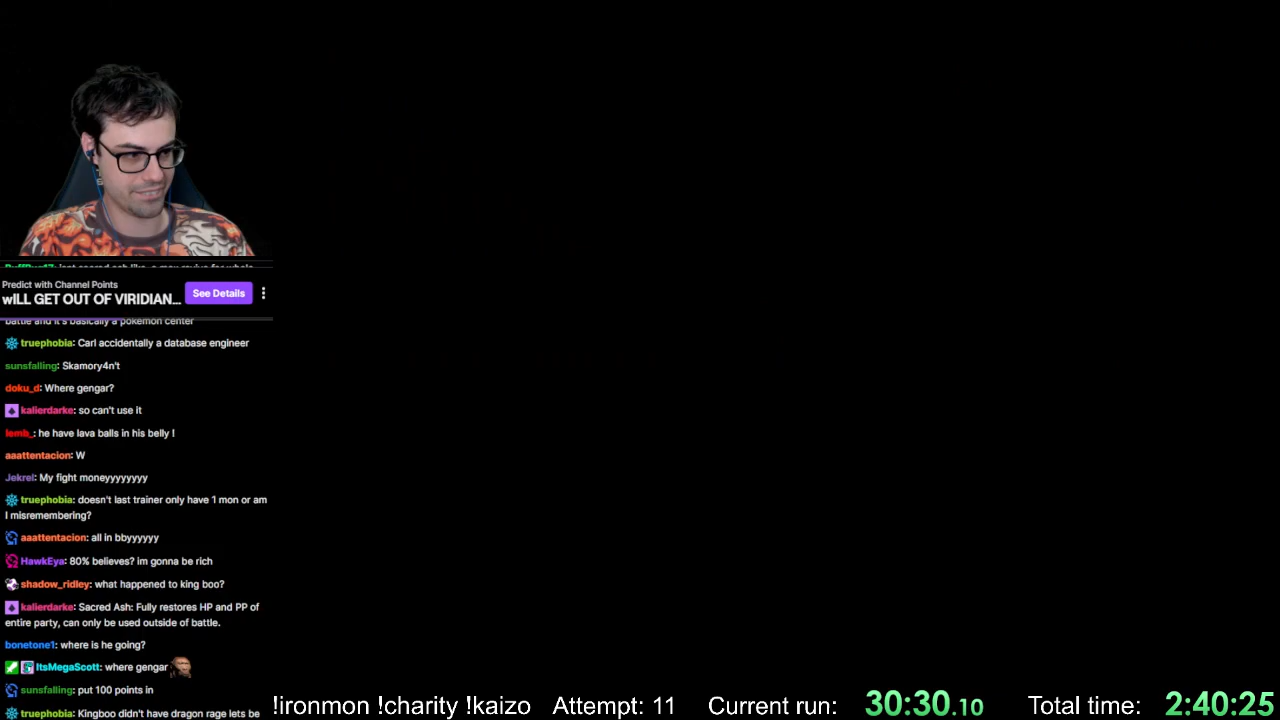 Predict with Channel Points
wILL GET OUT OF VIRIDIAN...
See Details
battle and it's basically a pokemon center
truephobia: Carl accidentally a database engineer
sunsfalling: Skamory4n't
doku_d: Where gengar?
kalierdarke: so can't use it
lemb_: he have lava balls in his belly !
aaattentacion: W
Jekrel: My fight moneyyyyyyyy
truephobia: doesn't last trainer only have 1 mon or am
I misremembering?
aaattentacion: all in bbyyyyyy
HawkEya: 80% believes? im gonna be rich
shadow_ridley: what happened to king boo?
kalierdarke: Sacred Ash: Fully restores HP and PP of
entire party, can only be used outside of battle.
bonetone1: where is he going?
ItsMegaScott: where gengar
sunsfalling: put 100 points in
truephobia: Kingboo didn't have dragon rage lets be
!ironmon !charity !kaizo Attempt: 11 Current run: 30:30.10 Total time: 2:40:25